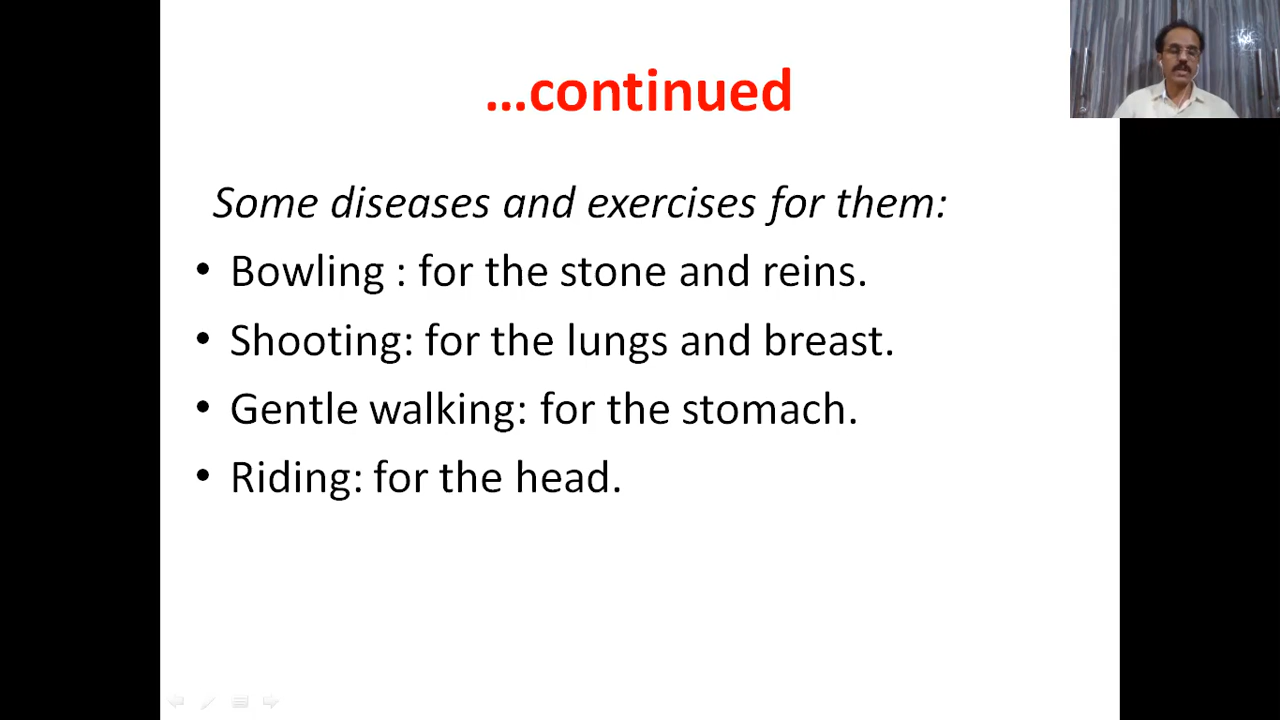 ...continued
Some diseases and exercises for them:
• Bowling : for the stone and reins.
• Shooting: for the lungs and breast.
• Gentle walking: for the stomach.
• Riding: for the head.